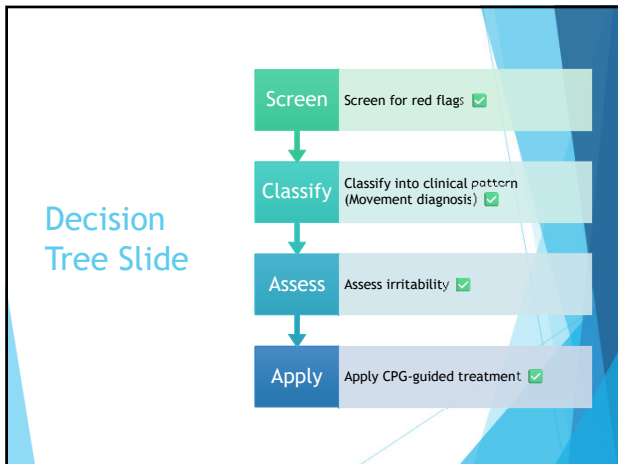 Decision
Tree Slide
Screen
Screen for red flags ✅
Classify
Classify into clinical pattern
(Movement diagnosis) ✅
Assess
Assess irritability ✅
Apply
Apply CPG-guided treatment ✅